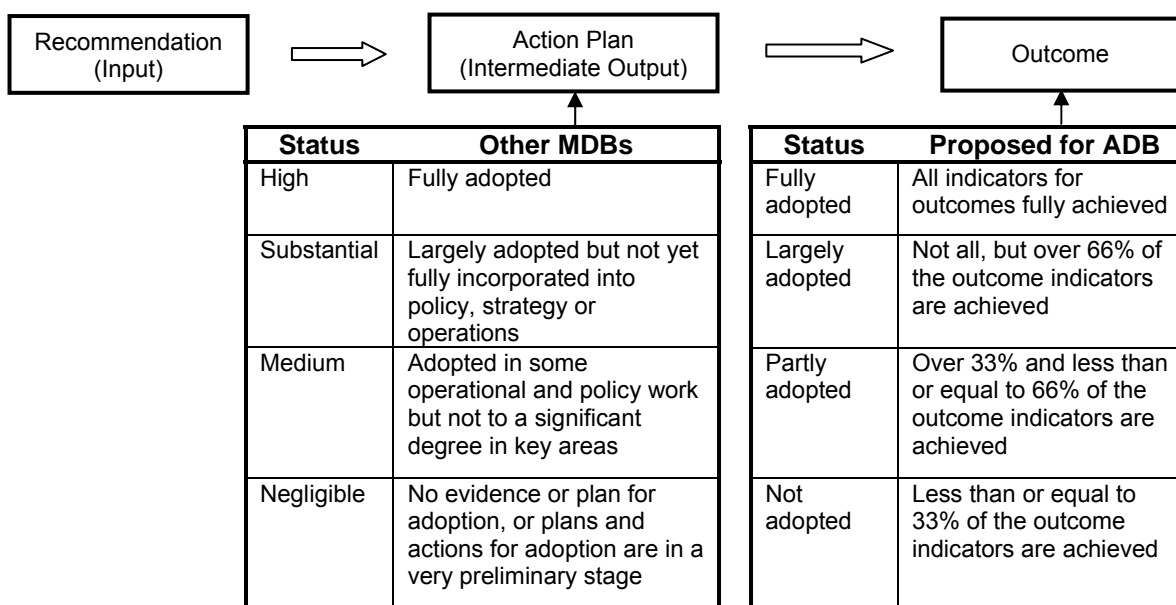 Recommendation
(Input)
Action Plan
(Intermediate Output)
Outcome
Status Other MDBs
High Fully adopted
Substantial Largely adopted but not yet
fully incorporated into
policy, strategy or
operations
Medium Adopted in some
operational and policy work
but not to a significant
degree in key areas
Negligible No evidence or plan for
adoption, or plans and
actions for adoption are in a
very preliminary stage
Status Proposed for ADB
Fully All indicators for
adopted outcomes fully achieved
Largely Not all, but over 66% of
adopted the outcome indicators
are achieved
Partly Over 33% and less than
adopted or equal to 66% of the
outcome indicators are
achieved
Not Less than or equal to
adopted 33% of the outcome
indicators are achieved